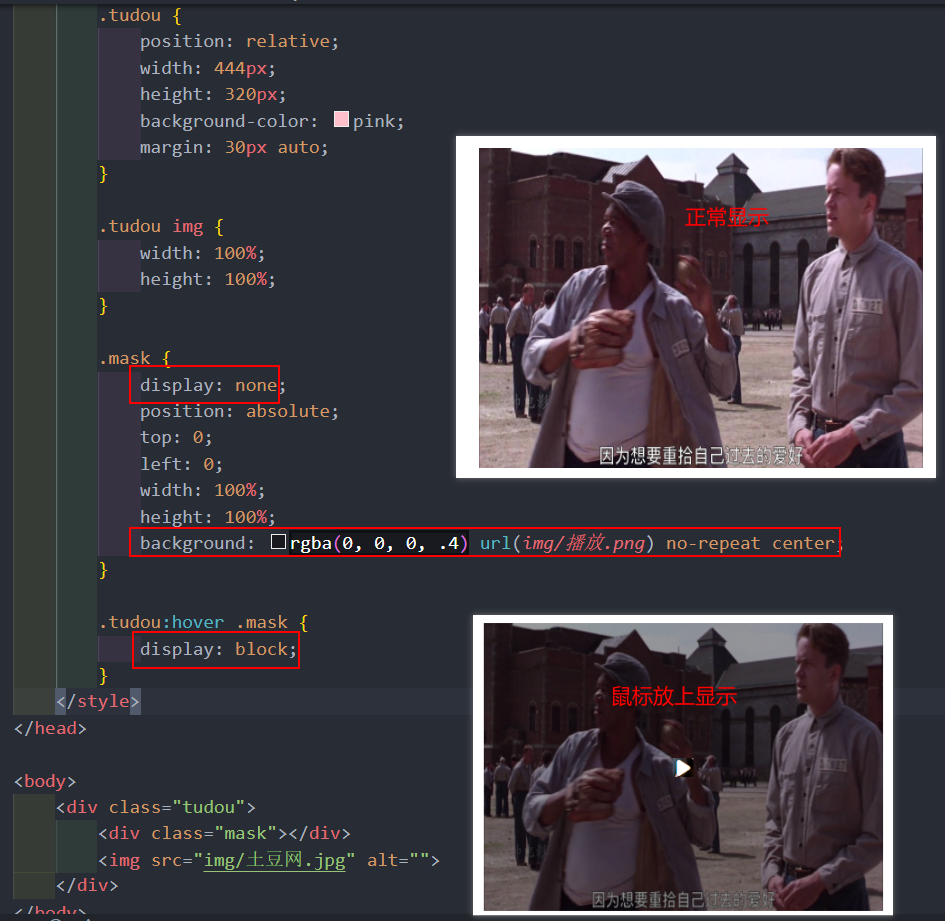 .tudou {
position: relative;
width: 444px;
height: 320px;
background-color: pink;
margin: 30px auto;
}
.tudou img {
width: 100%;
height: 100%;
}
.mask {
display: none;
position: absolute;
top: 0;
left: 0;
width: 100%;
height: 100%;
background: rgba(0, 0, 0, .4) url(img/播放.png) no-repeat center;
}
.tudou:hover .mask {
display: block;
}
</style>
</head>
<body>
<div class="tudou">
<div class="mask"></div>
<img src="img/土豆网.jpg" alt="">
</div>
</body>
正常显示
因为想要重拾自己过去的爱好
鼠标放上显示
因为想要重拾自己过去的爱好